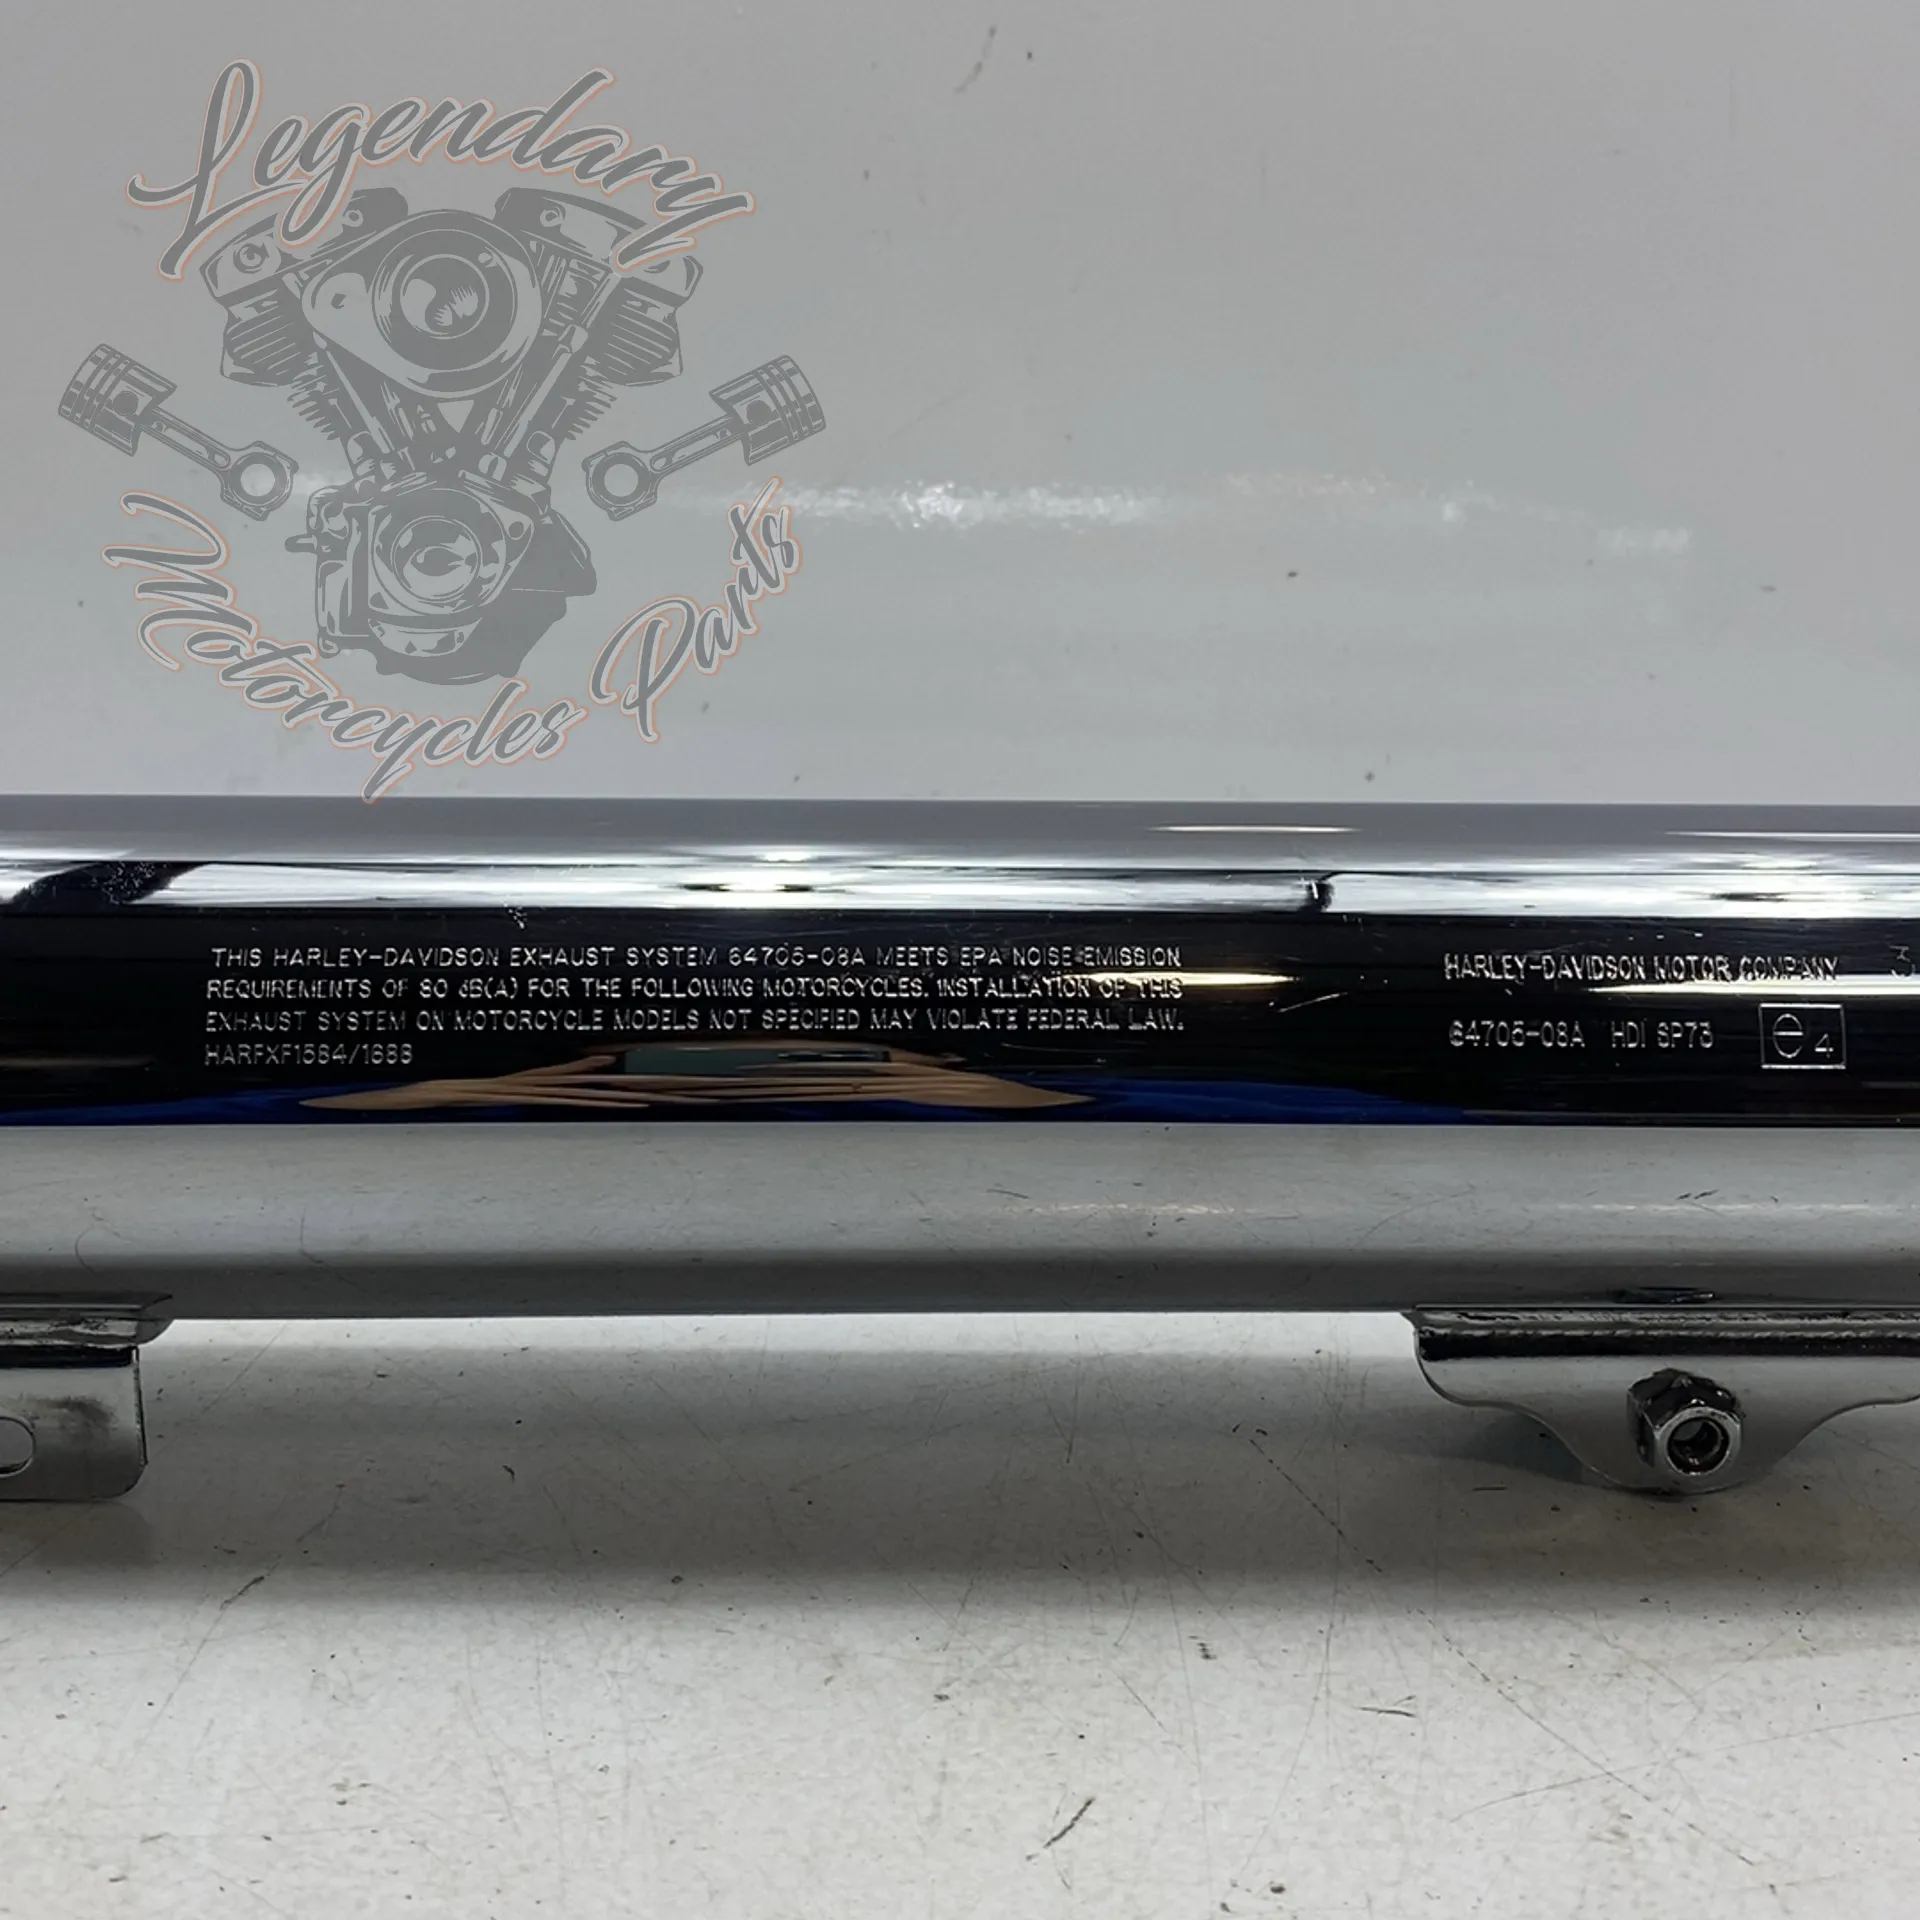 Legendary
Motorcycles Parts
THIS HARLEY-DAVIDSON EXHAUST SYSTEM 64705-08A MEETS EPA NOISE EMISSION
REQUIREMENTS OF 80 dB(A) FOR THE FOLLOWING MOTORCYCLES. INSTALLATION OF THIS
EXHAUST SYSTEM ON MOTORCYCLE MODELS NOT SPECIFIED MAY VIOLATE FEDERAL LAW.
HARFXF1584/1688
HARLEY-DAVIDSON MOTOR COMPANY
64705-08A HDI SP73
e4